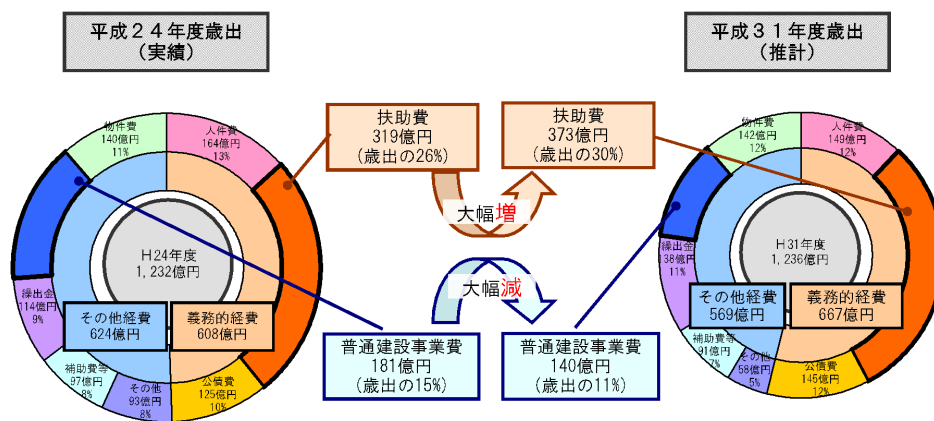 平成24年度歳出
(実績)
平成31年度歳出
(推計)
物件費
140億円
11%
人件費
164億円
13%
扶助費
319億円
(歳出の26%)
扶助費
373億円
(歳出の30%)
物件費
142億円
12%
人件費
149億円
12%
大幅増
H24年度
1,232億円
H31年度
1,236億円
繰出金
114億円
9%
繰出金
138億円
11%
大幅減
その他経費
624億円
義務的経費
608億円
その他経費
569億円
義務的経費
667億円
普通建設事業費
181億円
(歳出の15%)
普通建設事業費
140億円
(歳出の11%)
補助費等
97億円
8%
その他
93億円
8%
公債費
125億円
10%
補助費等
91億円
7%
その他
58億円
5%
公債費
145億円
12%